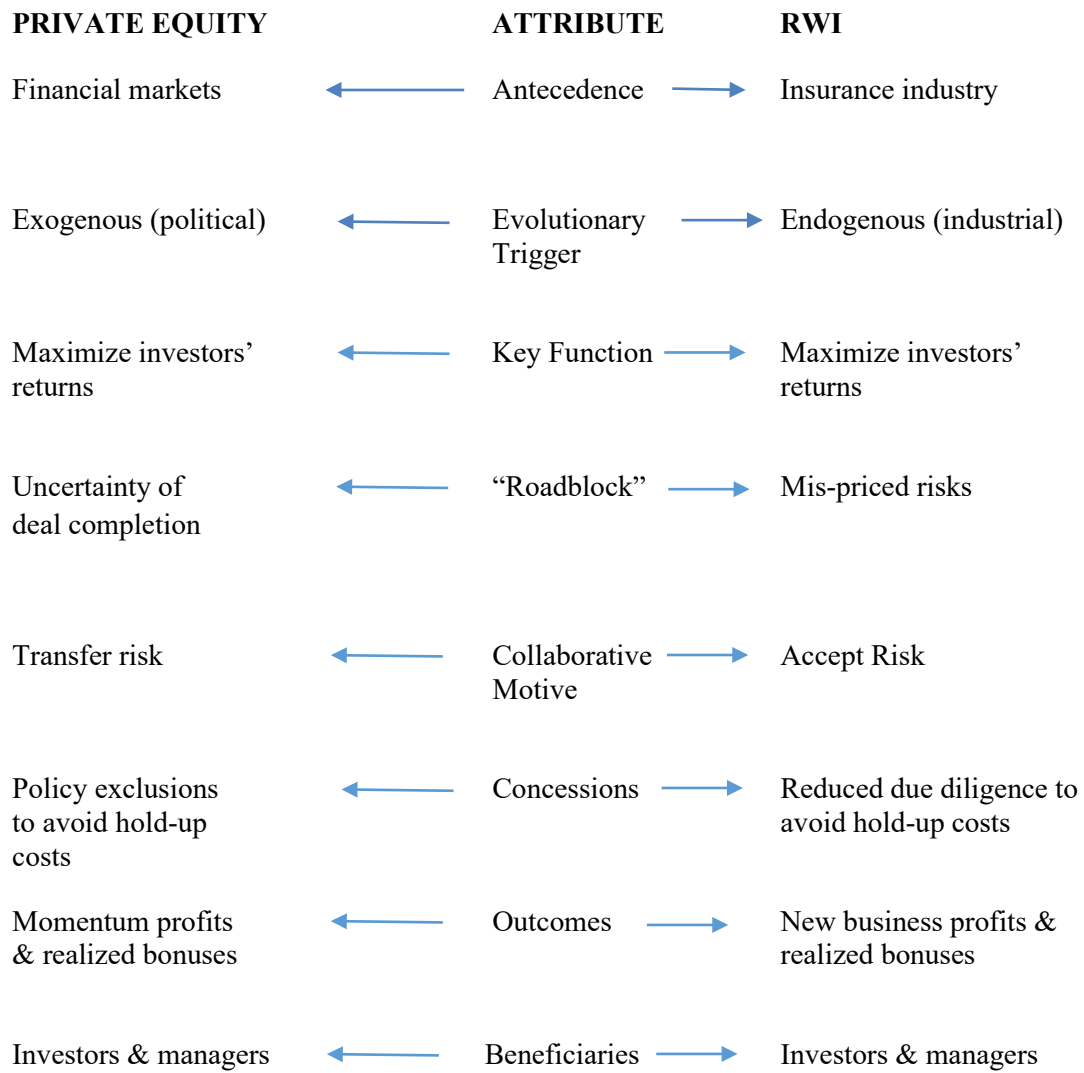 PRIVATE EQUITY ATTRIBUTE RWI
Financial markets Antecedence Insurance industry
Exogenous (political) Evolutionary Endogenous (industrial)
Trigger
Maximize investors’ Key Function Maximize investors’
returns returns
Uncertainty of “Roadblock” Mis-priced risks
deal completion
Transfer risk Collaborative Accept Risk
Motive
Policy exclusions Concessions Reduced due diligence to
to avoid hold-up avoid hold-up costs
costs
Momentum profits Outcomes New business profits &
& realized bonuses realized bonuses
Investors & managers Beneficiaries Investors & managers